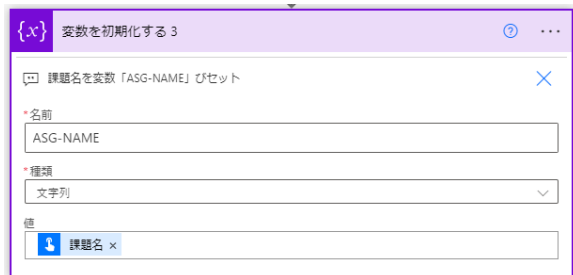 {x} 変数を初期化する 3
課題名を変数「ASG-NAME」びセット
*名前
ASG-NAME
*種類
文字列
値
課題名 ×